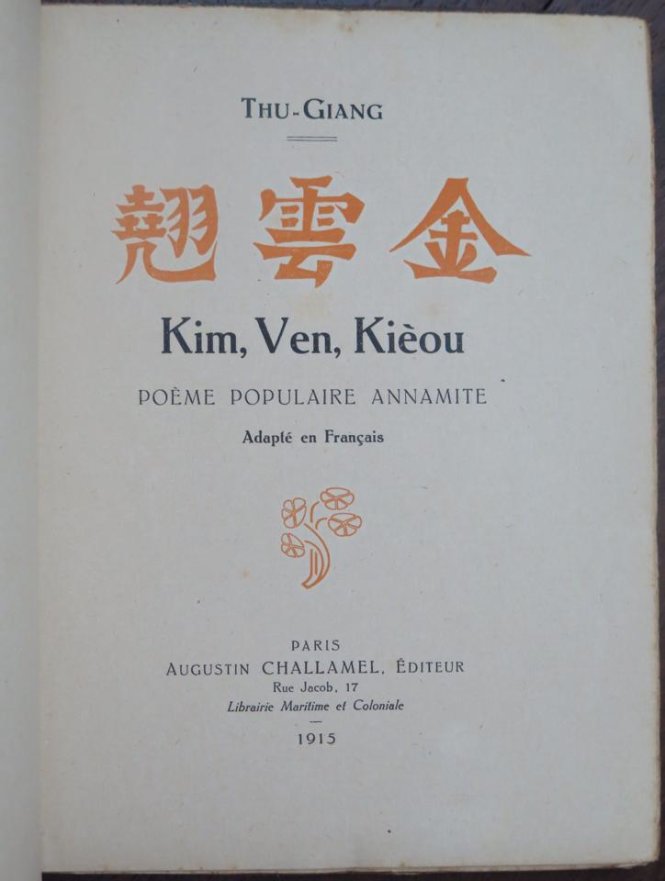 THU-GIANG
翹雲金
Kim, Ven, Kièou
POÈME POPULAIRE ANNAMITE
Adapté en Français
PARIS
AUGUSTIN CHALLAMEL, ÉDITEUR
Rue Jacob, 17
Librairie Maritime et Coloniale
1915